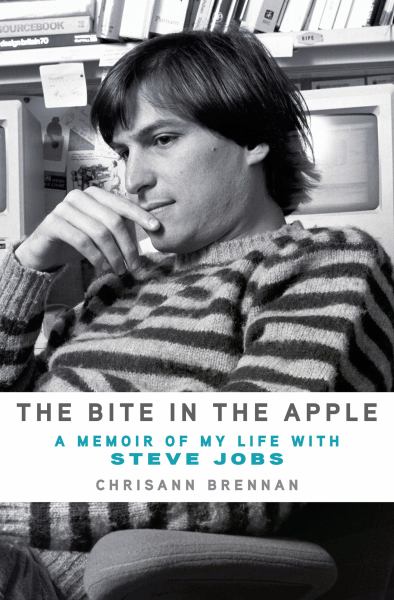 SOURCEBOOK
THE BITE IN THE APPLE
A MEMOIR OF MY LIFE WITH
STEVE JOBS
CHRISANN BRENNAN